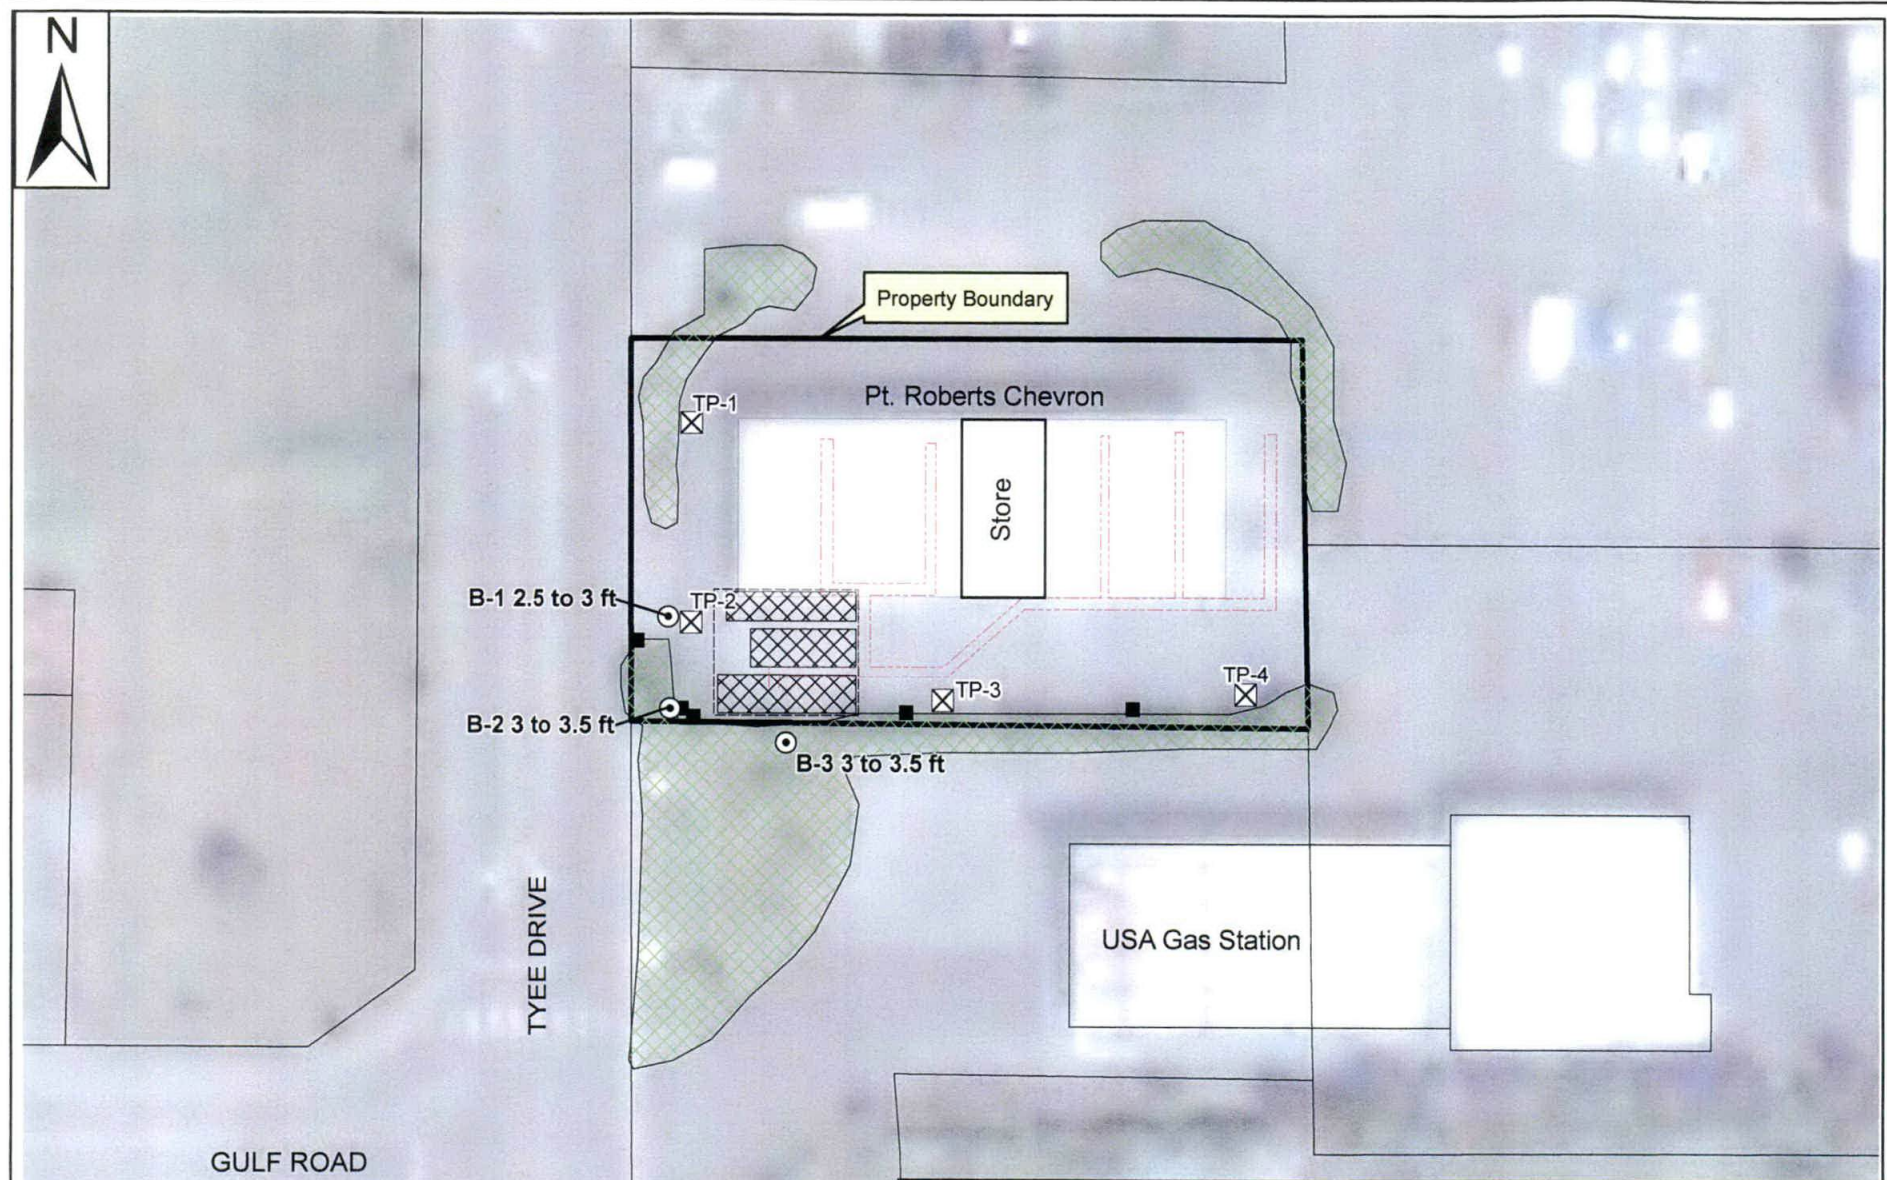 N
Property Boundary
Pt. Roberts Chevron
TP-1
Store
B-1 2.5 to 3 ft
TP-2
TP-4
TP-3
B-2 3 to 3.5 ft
B-3 3 to 3.5 ft
TYEE DRIVE
USA Gas Station
GULF ROAD